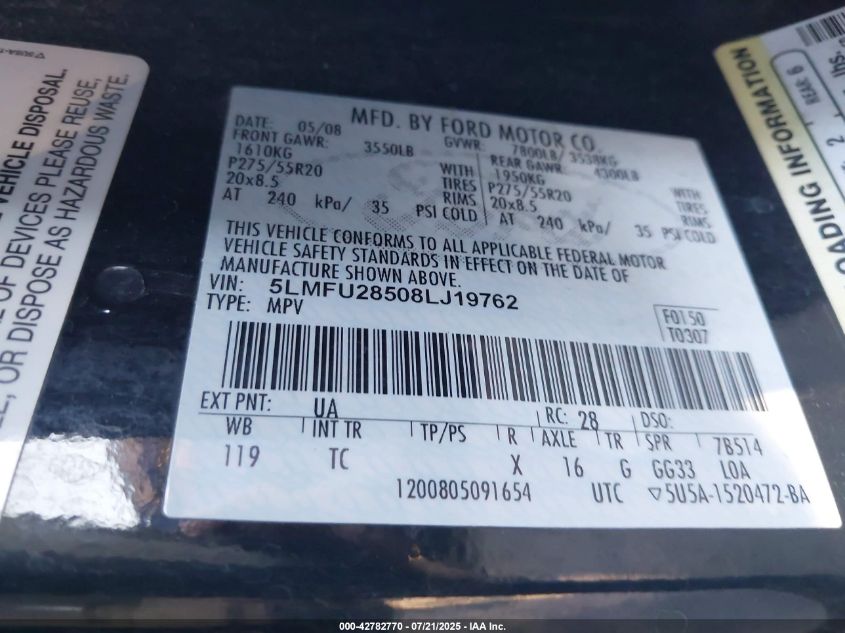 VEHICLE DISPOSAL.
OF DEVICES PLEASE REUSE,
OR DISPOSE AS HAZARDOUS WASTE.
MFD. BY FORD MOTOR CO.
DATE: 05/08 GVWR: 7800LB/ 3538KG
FRONT GAWR: 3550LB REAR GAWR: 4300LB
1610KG WITH 1950KG WITH
P275/55R20 TIRES P275/55R20 TIRES
20x8.5 RIMS 20x8.5 RIMS
AT 240 kPa/ 35 PSI COLD AT 240 kPa/ 35 PSI COLD
THIS VEHICLE CONFORMS TO ALL APPLICABLE FEDERAL MOTOR
VEHICLE SAFETY STANDARDS IN EFFECT ON THE DATE OF
MANUFACTURE SHOWN ABOVE.
VIN: 5LMFU28508LJ19762
TYPE: MPV
F0150
T0307
EXT PNT: UA RC: 28 DSO:
WB INT TR TP/PS R AXLE TR SPR 7B514
119 TC X 16 G GG33 LOA
1200805091654 UTC ▽5U5A-1520472-BA
LOADING INFORMATION
REAR: 6
lbs.
2
000-42782770 - 07/21/2025 - IAA Inc.